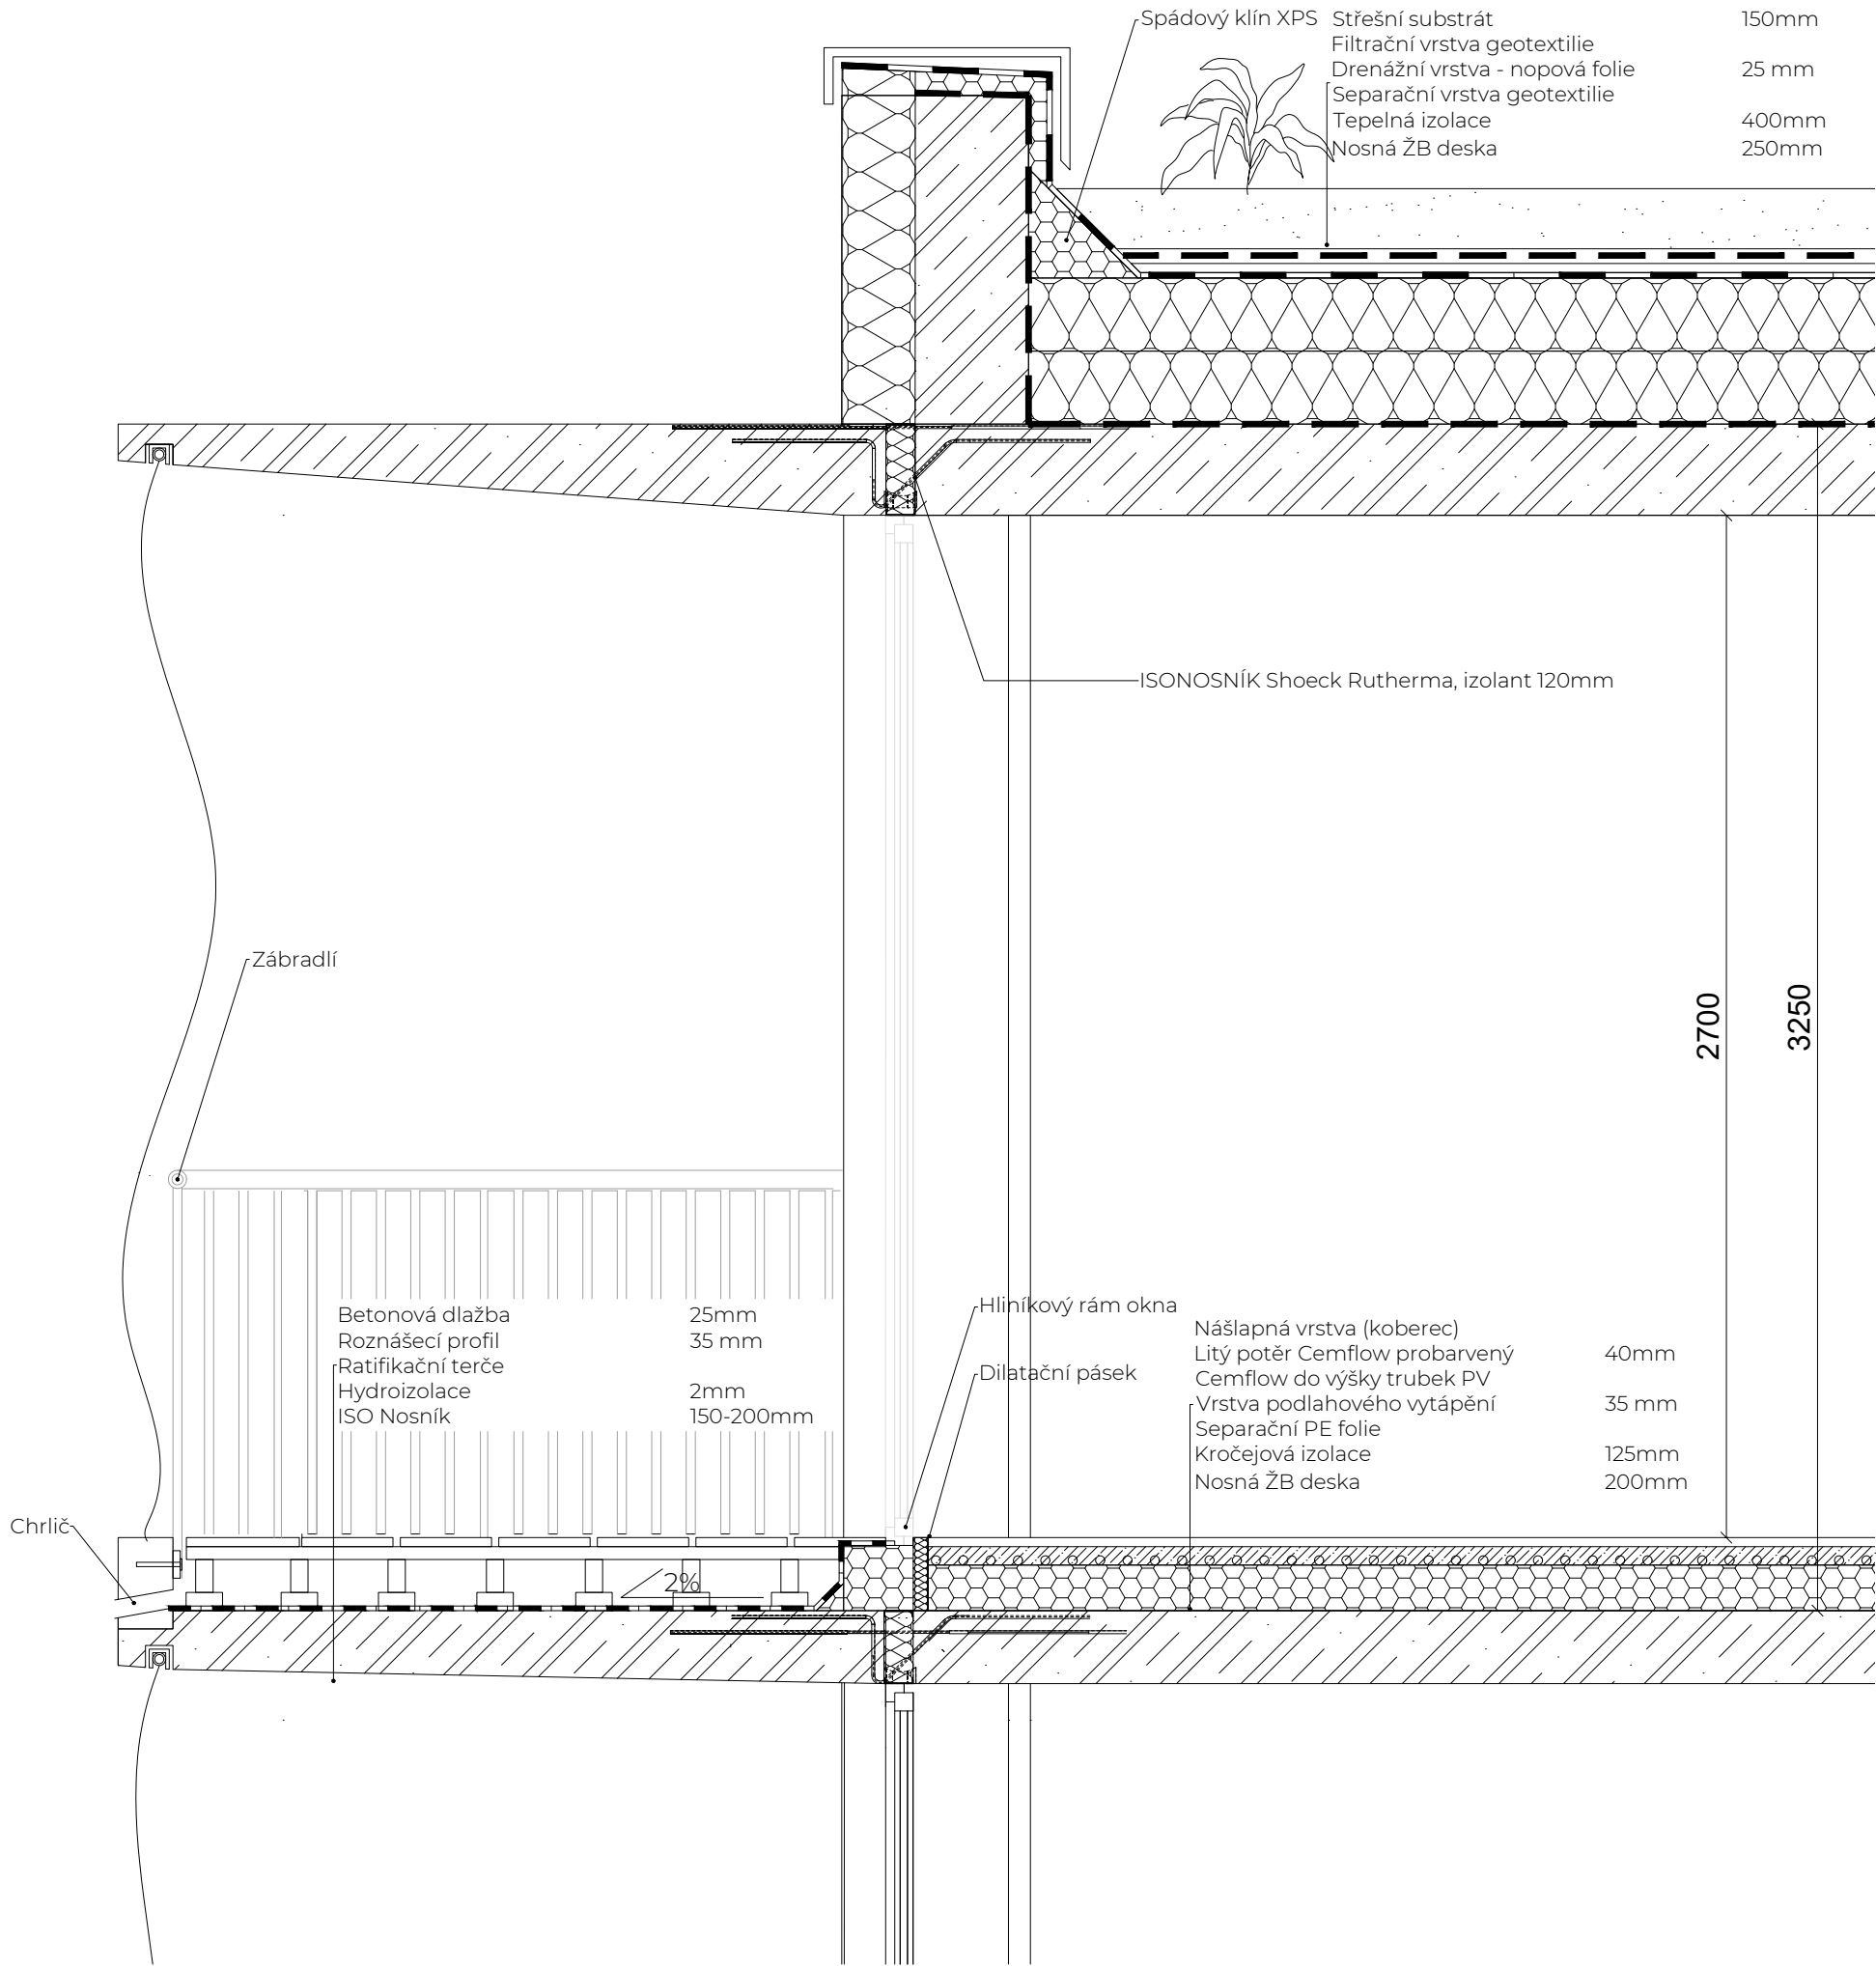 Spádový klín XPS
Střešní substrát 150mm
Filtrační vrstva geotextilie
Drenážní vrstva - nopová folie 25 mm
Separační vrstva geotextilie
Tepelná izolace 400mm
Nosná ŽB deska 250mm
ISONOSNÍK Shoeck Rutherma, izolant 120mm
Zábradlí
2700
3250
Betonová dlažba 25mm
Roznášecí profil 35 mm
Ratifikační terče
Hydroizolace 2mm
ISO Nosník 150-200mm
Hliníkový rám okna
Dilatační pásek
Nášlapná vrstva (koberec)
Litý potěr Cemflow probarvený 40mm
Cemflow do výšky trubek PV
Vrstva podlahového vytápění 35 mm
Separační PE folie
Kročejová izolace 125mm
Nosná ŽB deska 200mm
Chrlič
2%